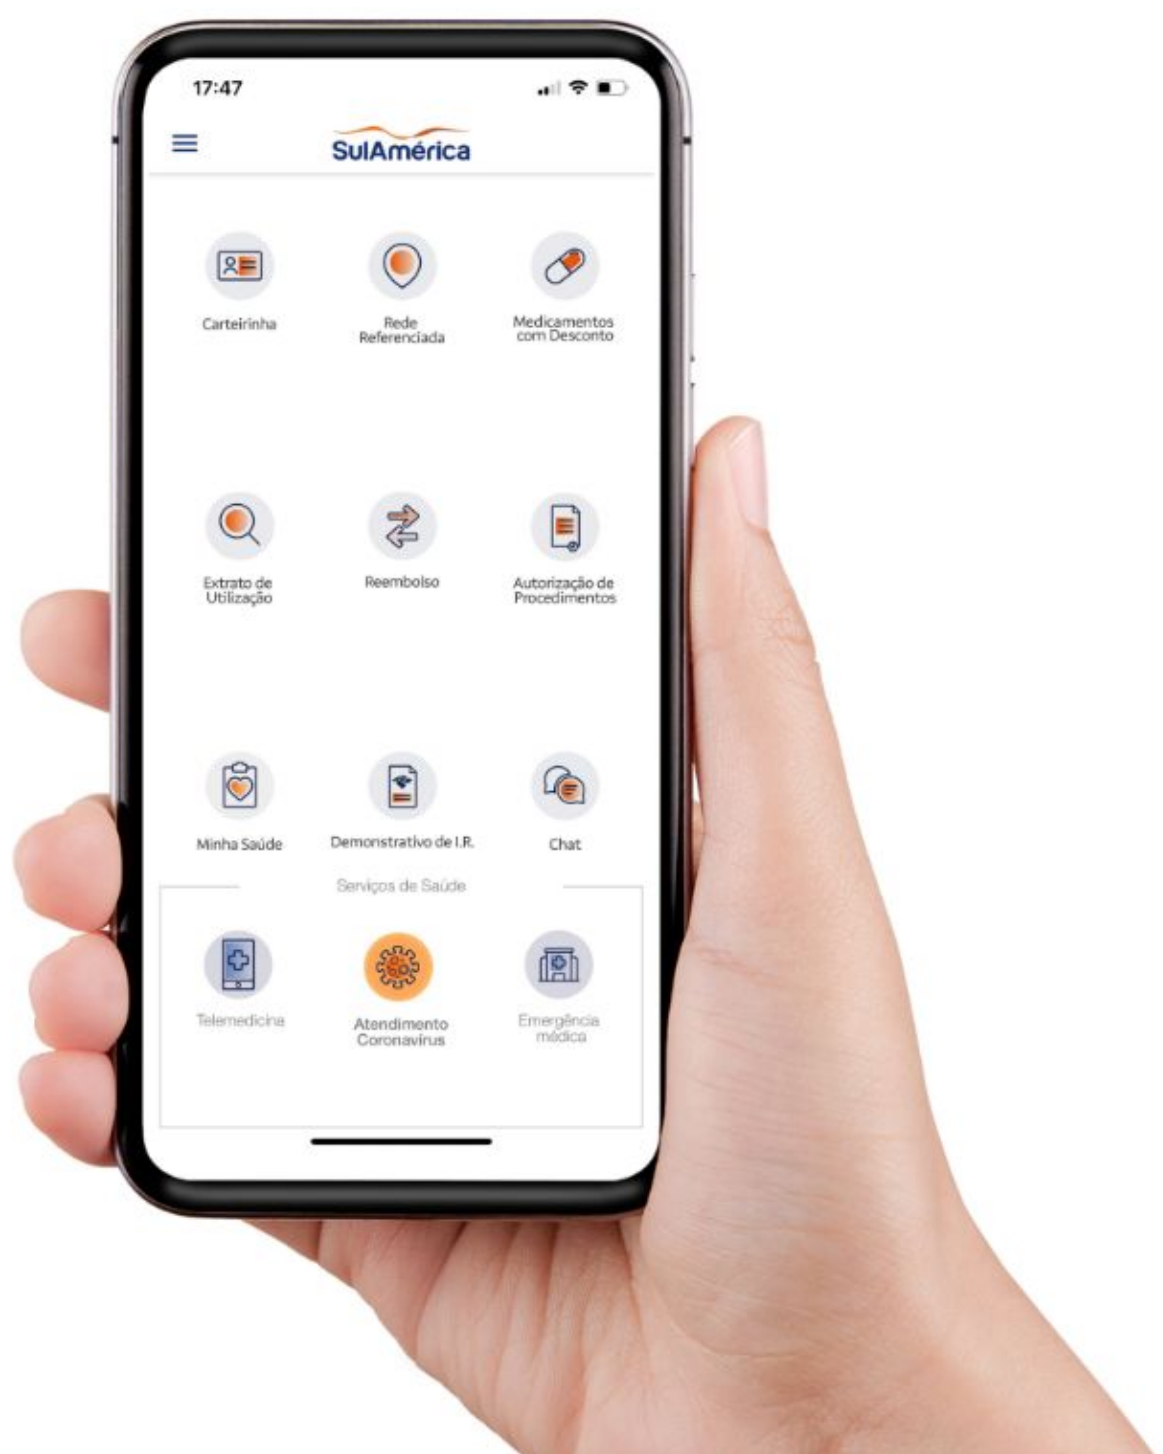 17:47
SulAmérica
Carteirinha
Rede
Referenciada
Medicamentos
com Desconto
Extrato de
Utilização
Reembolso
Autorização de
Procedimentos
Minha Saúde
Demonstrativo de I.R.
Chat
Serviços de Saúde
Telemedicina
Atendimento
Coronavírus
Emergência
médica